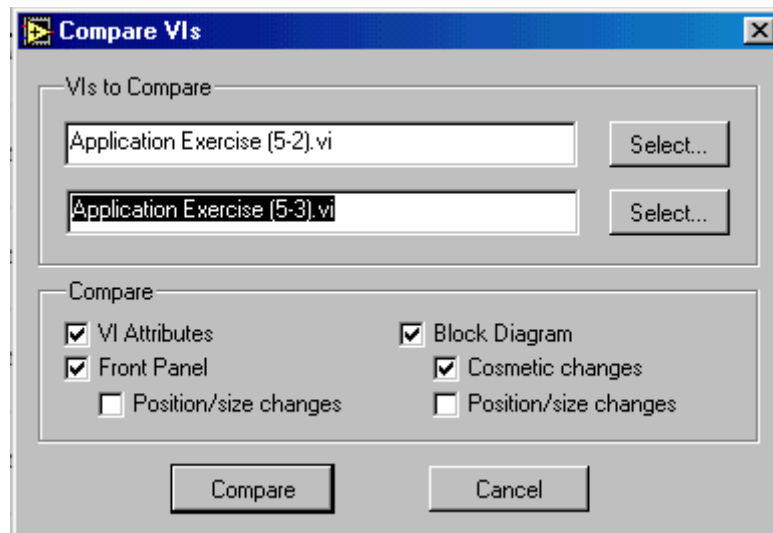 Compare VIs
VIs to Compare
Application Exercise (5-2).vi
Select...
Application Exercise (5-3).vi
Select...
Compare
VI Attributes
Block Diagram
Front Panel
Cosmetic changes
Position/size changes
Position/size changes
Compare
Cancel